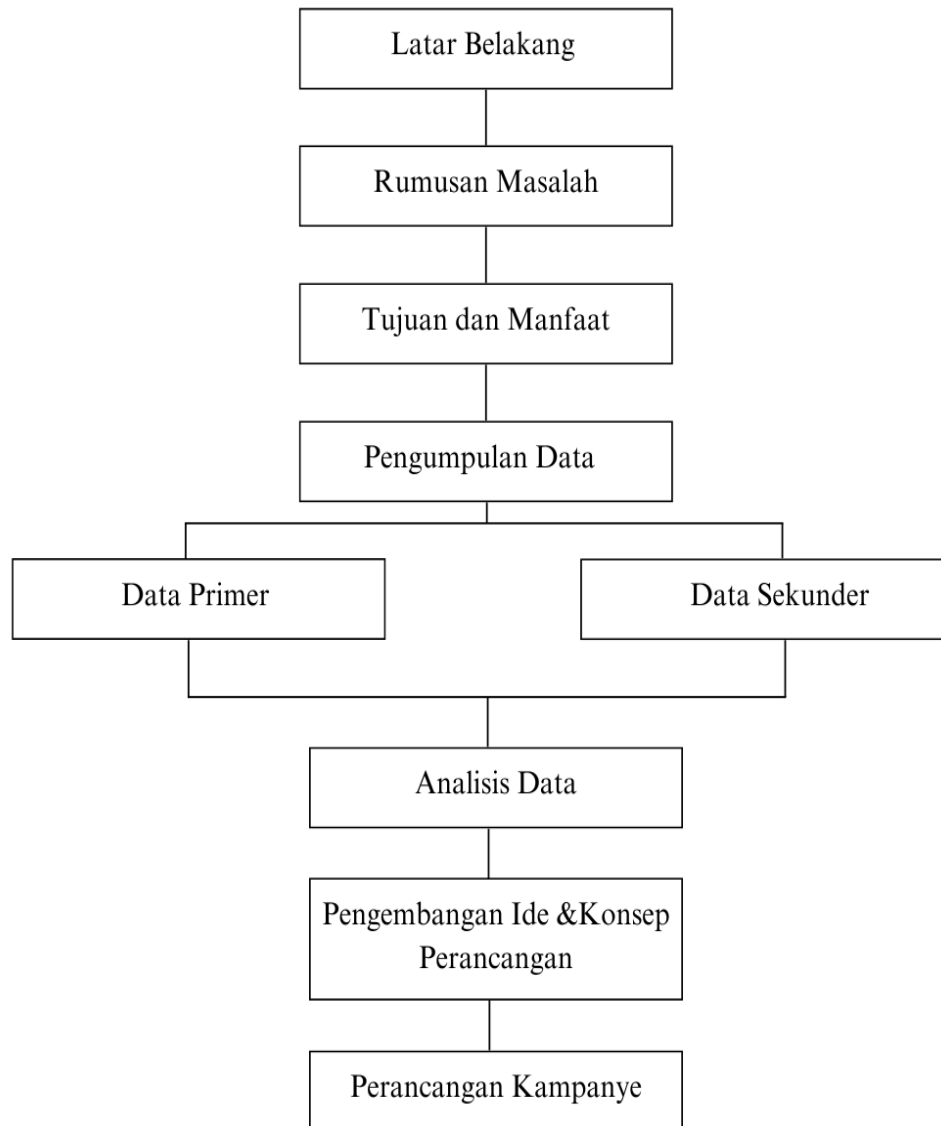 Latar Belakang
Rumusan Masalah
Tujuan dan Manfaat
Pengumpulan Data
Data Primer
Data Sekunder
Analisis Data
Pengembangan Ide &Konsep
Perancangan
Perancangan Kampanye